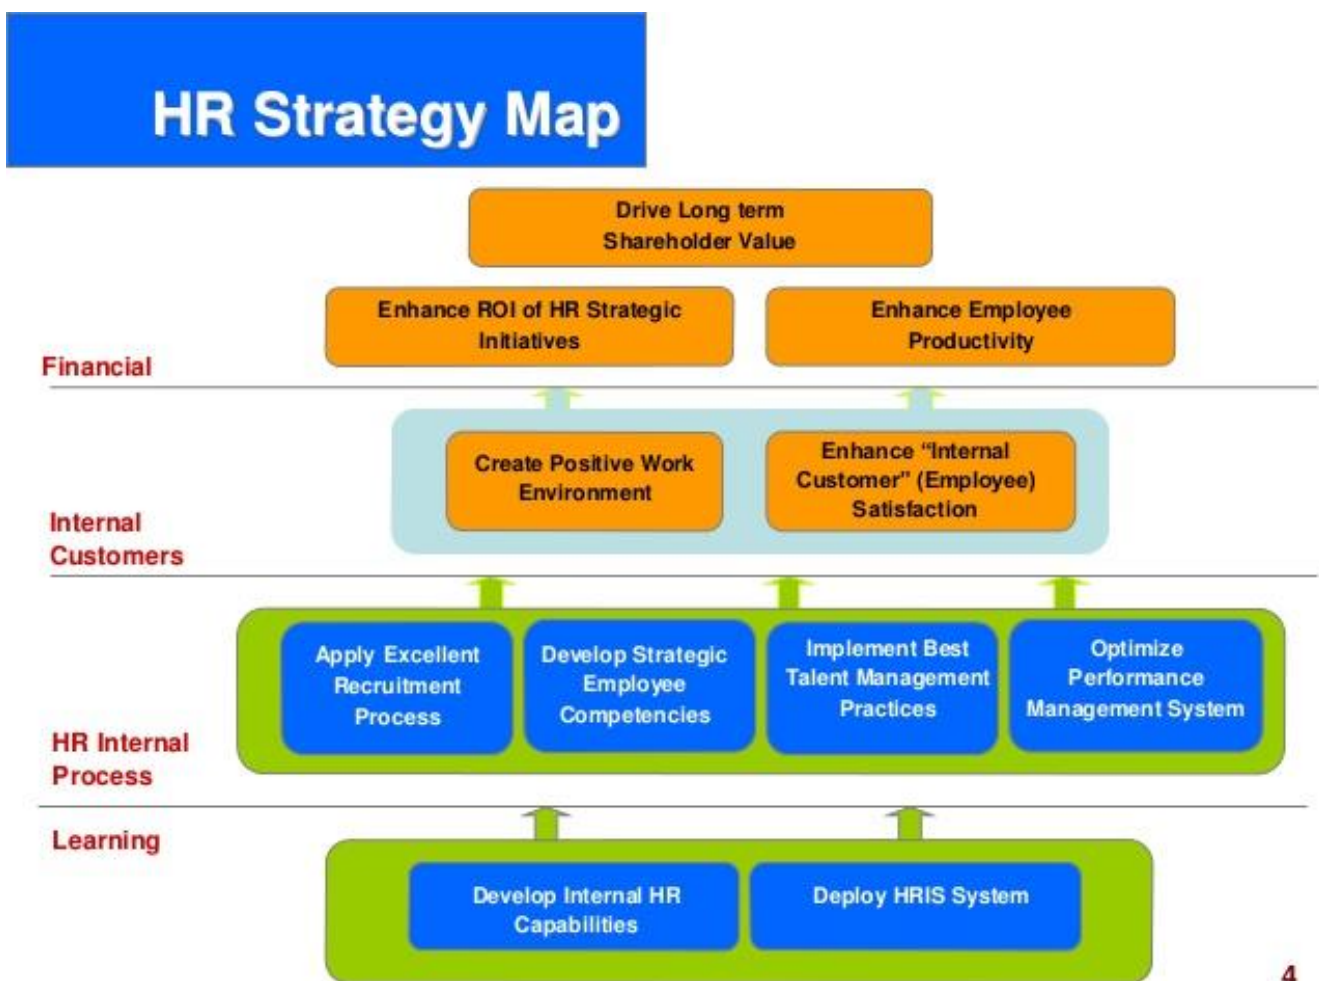 HR Strategy Map
Drive Long term
Shareholder Value
Enhance ROI of HR Strategic
Initiatives
Enhance Employee
Productivity
Financial
Create Positive Work
Environment
Enhance “Internal
Customer” (Employee)
Satisfaction
Internal
Customers
Apply Excellent
Recruitment
Process
Develop Strategic
Employee
Competencies
Implement Best
Talent Management
Practices
Optimize
Performance
Management System
HR Internal
Process
Learning
Develop Internal HR
Capabilities
Deploy HRIS System
4